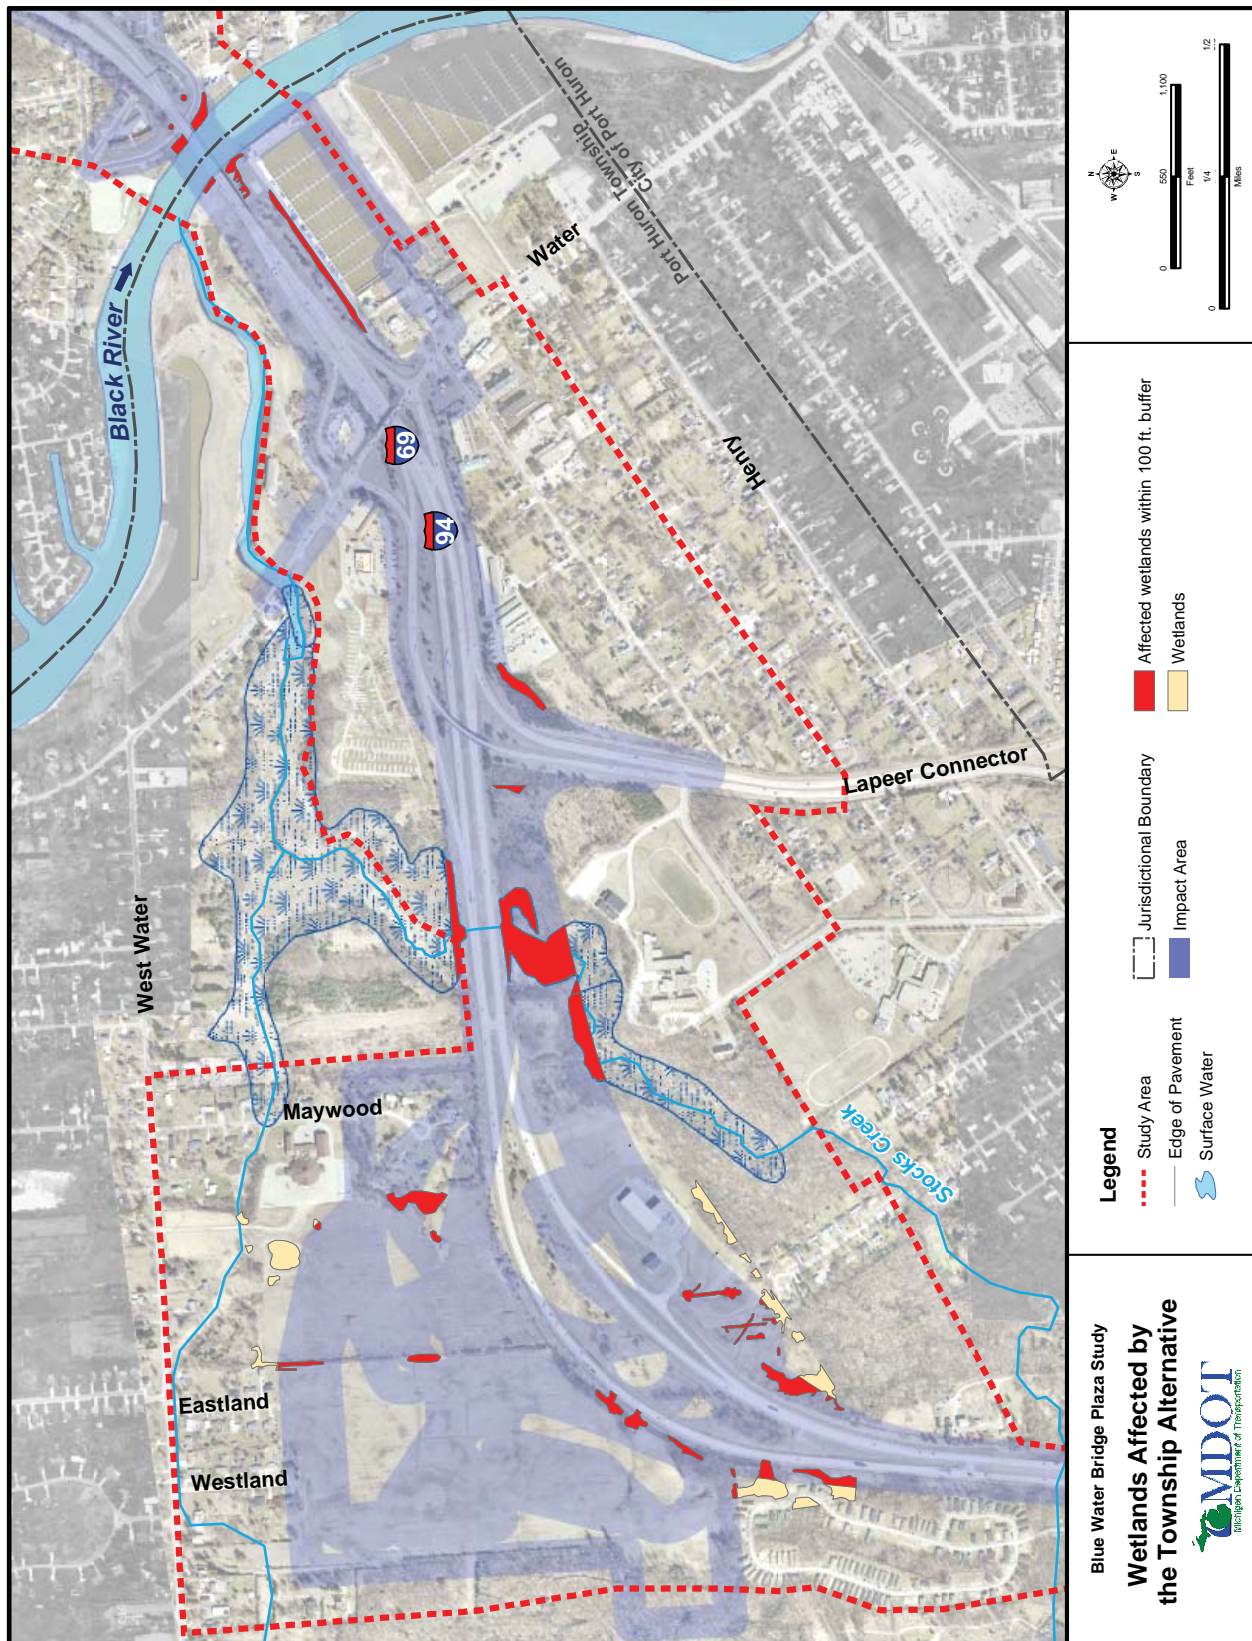 Black River
Port Huron Township
City of Port Huron
Water
Henry
69
94
Lapeer Connector
West Water
Maywood
Stocks Creek
Eastland
Westland
N
E
S
W
0 550 1,100
Feet
0 1/4 1/2
Miles
Legend
Study Area
Edge of Pavement
Surface Water
Jurisdictional Boundary
Impact Area
Affected wetlands within 100 ft. buffer
Wetlands
Blue Water Bridge Plaza Study
Wetlands Affected by
the Township Alternative
MDOT
Michigan Department of Transportation